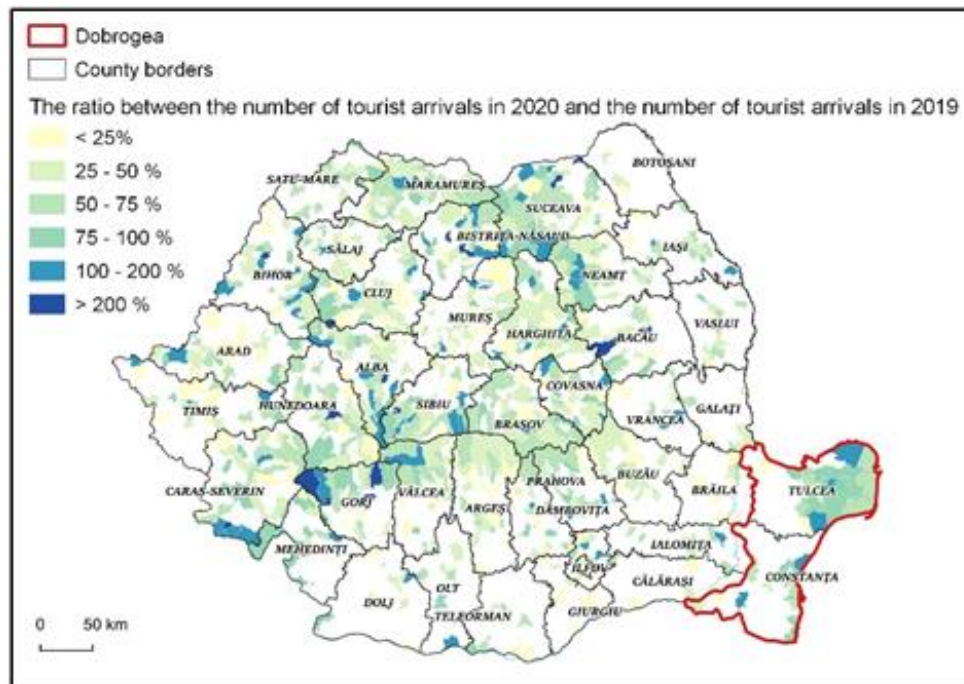 Dobrogea
County borders
The ratio between the number of tourist arrivals in 2020 and the number of tourist arrivals in 2019
< 25%
25 - 50 %
50 - 75 %
75 - 100 %
100 - 200 %
> 200 %
BOTOȘANI
SATU-MARE
MARAMUREȘ
SUCEAVA
BISTRIȚA-NĂSAUD
IAȘI
SĂLAJ
BIHOR
NEAMȚ
CLUJ
MUREȘ
HARGHITA
BACĂU
VASLUI
ARAD
ALBA
COVASNA
TIMIȘ
HUNEDOARA
SIBIU
BRAȘOV
VRANCEA
GALAȚI
CARAȘ-SEVERIN
GORJ
VÂLCEA
ARGEȘ
PRAHOVA
BUZĂU
BRĂILA
TULCEA
DÂMBOVIȚA
MEHEDINȚI
IALOMIȚA
ILFOV
CĂLĂRAȘI
CONSTANȚA
DOLJ
OLT
TELEORMAN
GIURGIU
0 50 km